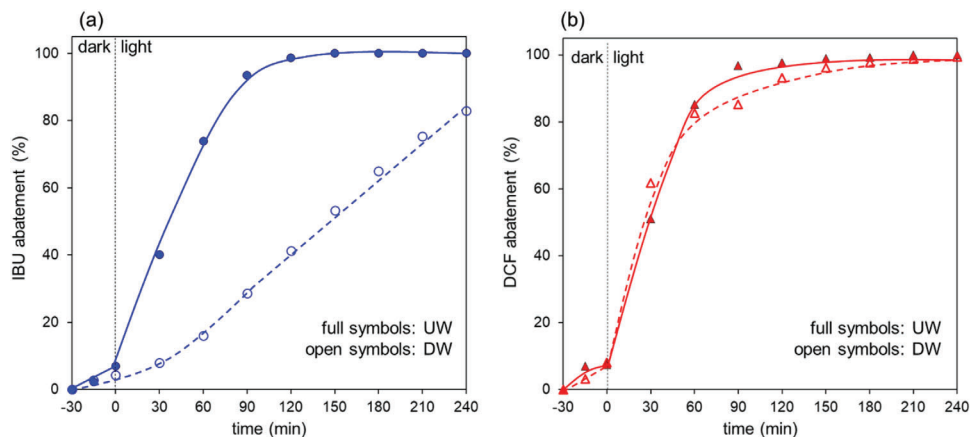 (a)
dark light
100
80
60
40
20
0
IBU abatement (%)
full symbols: UW
open symbols: DW
-30 0 30 60 90 120 150 180 210 240
time (min)
(b)
dark light
100
80
60
40
20
0
DCF abatement (%)
full symbols: UW
open symbols: DW
-30 0 30 60 90 120 150 180 210 240
time (min)